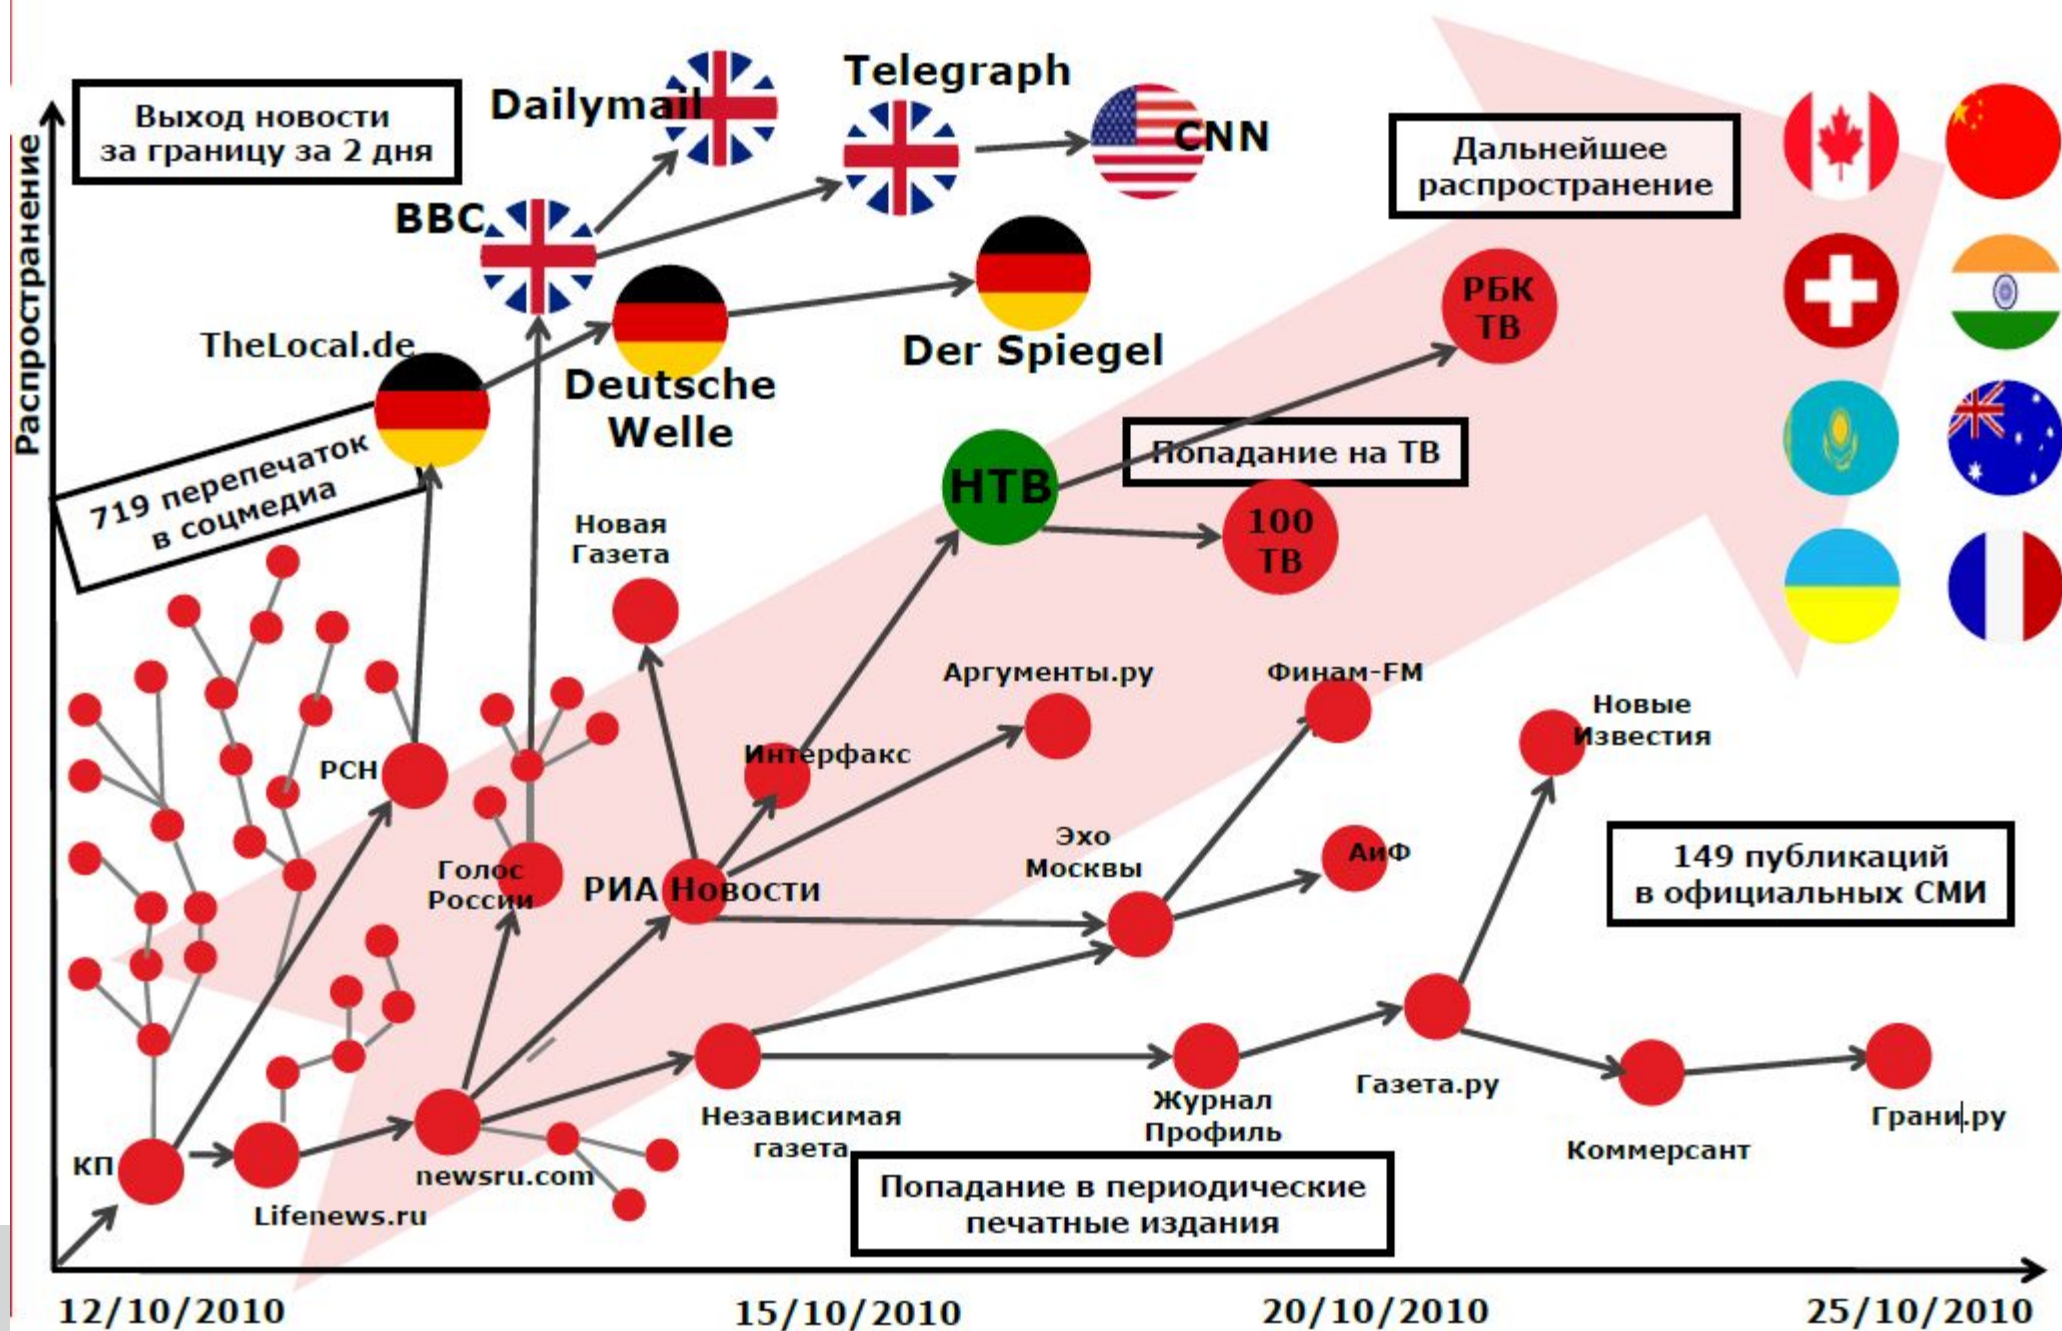 Распространение
Выход новости
за границу за 2 дня
Dailymail
Telegraph
CNN
BBC
Дальнейшее
распространение
РБК
ТВ
TheLocal.de
Deutsche
Welle
Der Spiegel
719 перепечаток
в соцмедиа
НТВ
Попадание на ТВ
100
ТВ
Новая
Газета
Аргументы.ру
Финам-FM
Новые
Известия
РСН
Интерфакс
Голос
России
РИА Новости
Эхо
Москвы
АиФ
149 публикаций
в официальных СМИ
КП
Lifenews.ru
newsru.com
Независимая
газета
Журнал
Профиль
Газета.ру
Коммерсант
Грани.ру
Попадание в периодические
печатные издания
12/10/2010
15/10/2010
20/10/2010
25/10/2010